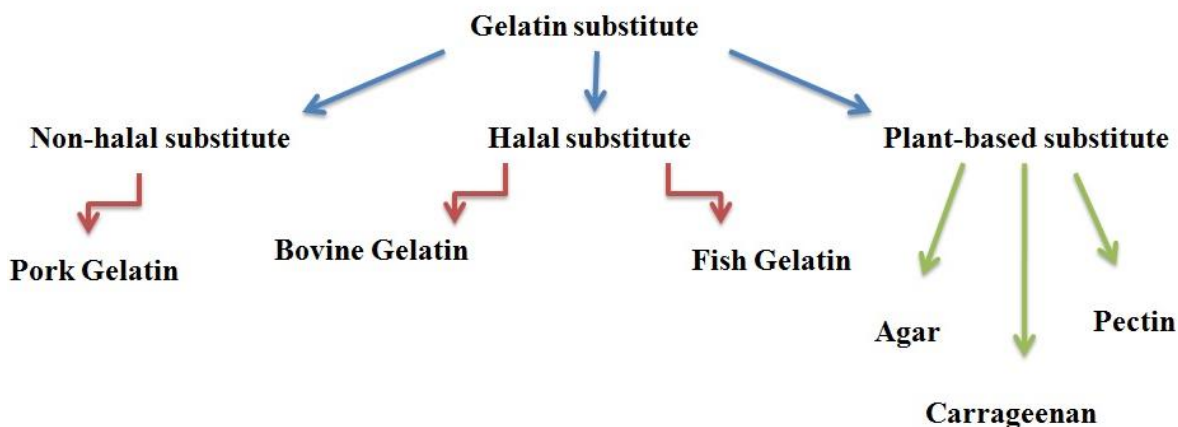 Gelatin substitute
Non-halal substitute
Halal substitute
Plant-based substitute
Pork Gelatin
Bovine Gelatin
Fish Gelatin
Agar
Pectin
Carrageenan